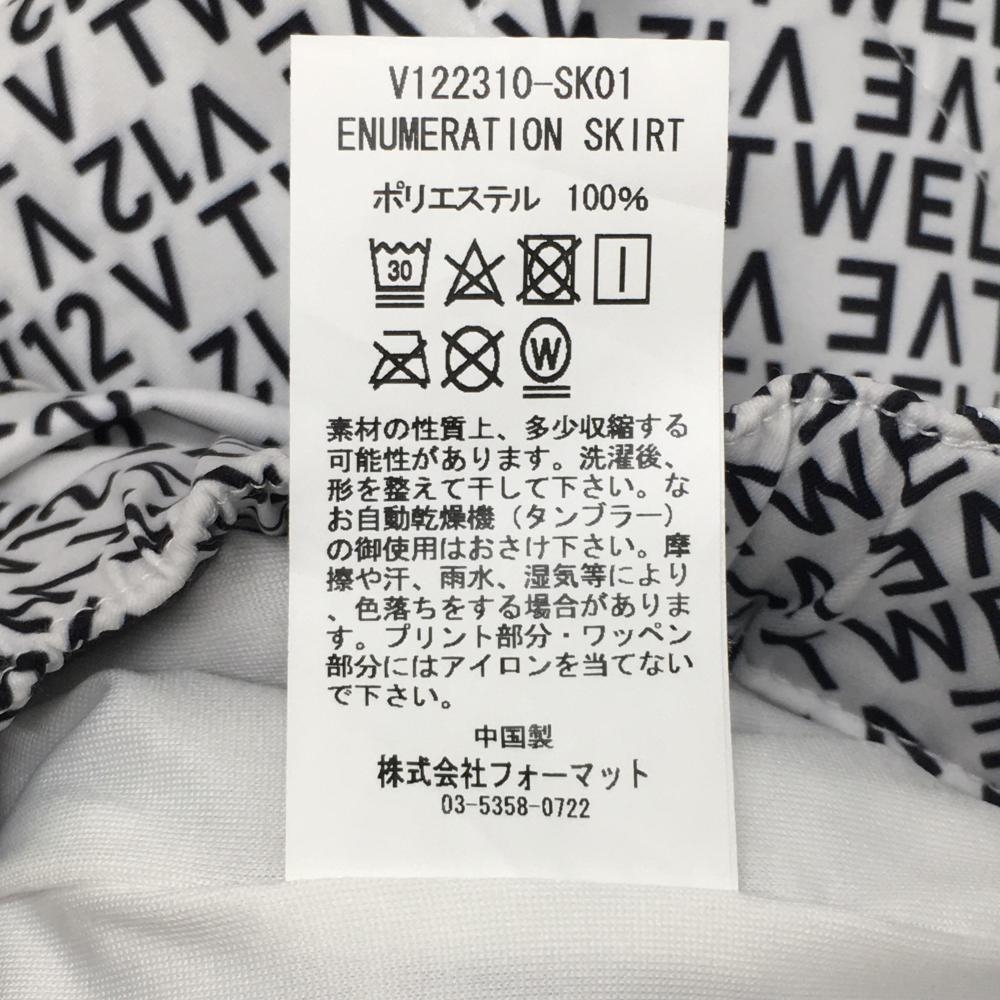 V122310-SK01
ENUMERATION SKIRT
ポリエステル 100%
30
W
素材の性質上、多少収縮する
可能性があります。洗濯後、
形を整えて干して下さい。な
お自動乾燥機（タンブラー）
の御使用はおさけ下さい。摩
擦や汗、雨水、湿気等により
、色落ちをする場合がありま
す。プリント部分・ワッペン
部分にはアイロンを当てない
で下さい。
中国製
株式会社フォーマット
03-5358-0722